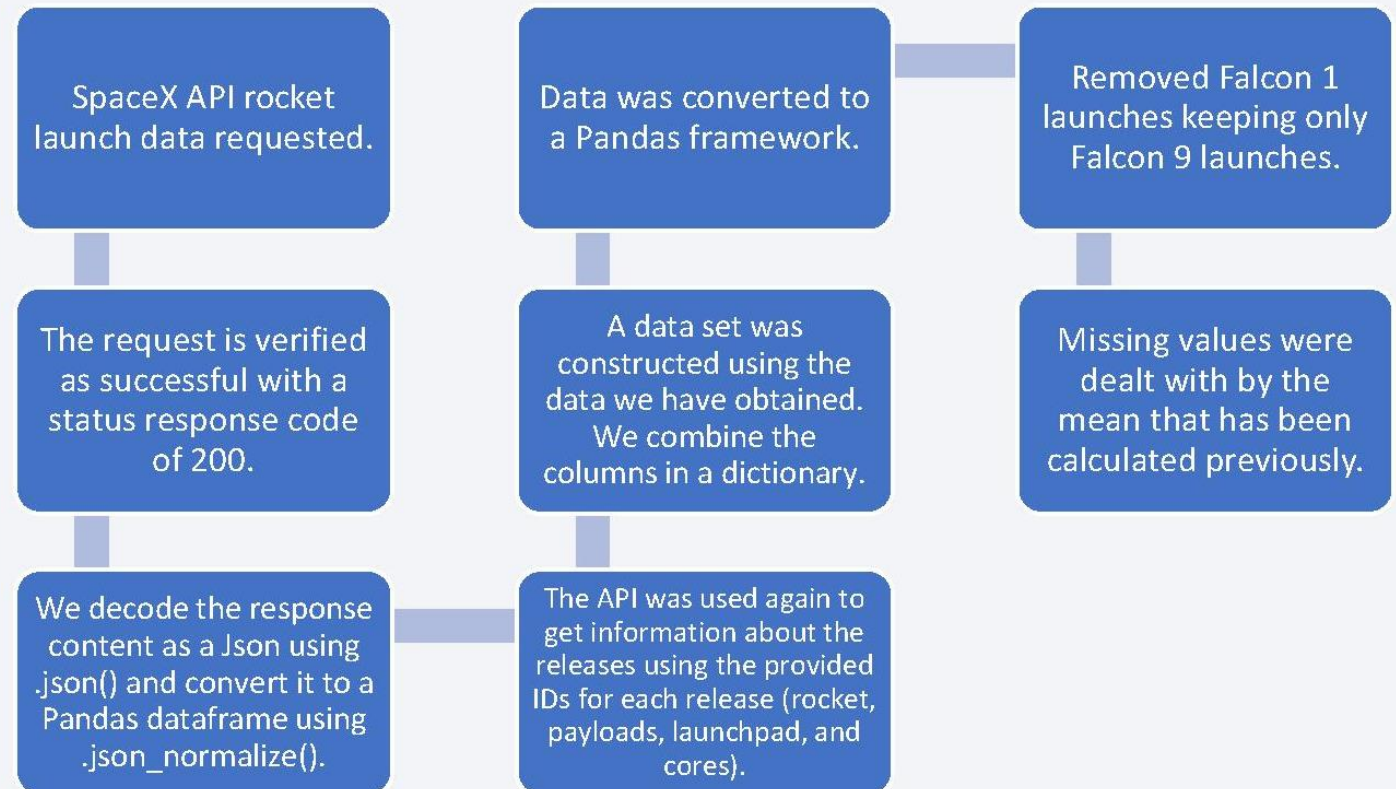 SpaceX API rocket
launch data requested.
The request is verified
as successful with a
status response code
of 200.
We decode the response
content as a Json using
.json() and convert it to a
Pandas dataframe using
.json_normalize().
The API was used again to
get information about the
releases using the provided
IDs for each release (rocket,
payloads, launchpad, and
cores).
A data set was
constructed using the
data we have obtained.
We combine the
columns in a dictionary.
Data was converted to
a Pandas framework.
Removed Falcon 1
launches keeping only
Falcon 9 launches.
Missing values were
dealt with by the
mean that has been
calculated previously.